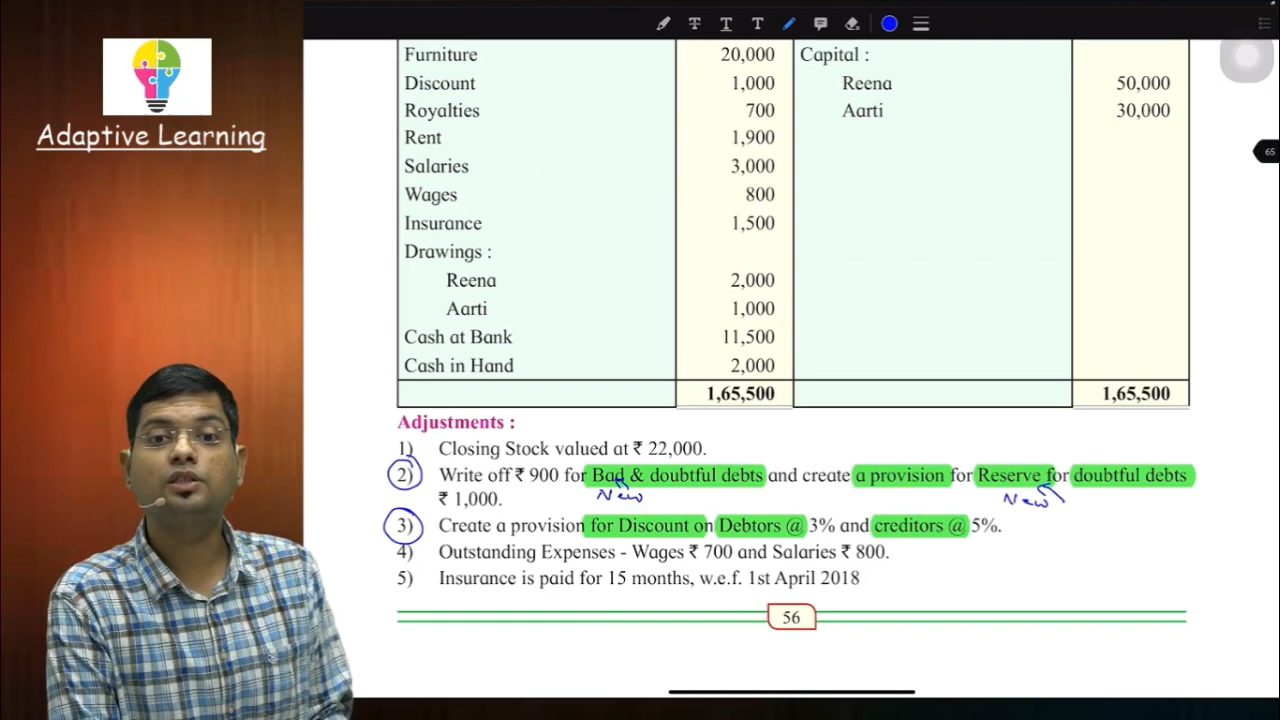 Adaptive Learning
65
Furniture 20,000 Capital :
Discount 1,000 Reena 50,000
Royalties 700 Aarti 30,000
Rent 1,900
Salaries 3,000
Wages 800
Insurance 1,500
Drawings :
Reena 2,000
Aarti 1,000
Cash at Bank 11,500
Cash in Hand 2,000
1,65,500 1,65,500
Adjustments :
1) Closing Stock valued at ₹ 22,000.
2) Write off ₹ 900 for Bad & doubtful debts and create a provision for Reserve for doubtful debts
₹ 1,000.
New New
3) Create a provision for Discount on Debtors @ 3% and creditors @ 5%.
4) Outstanding Expenses - Wages ₹ 700 and Salaries ₹ 800.
5) Insurance is paid for 15 months, w.e.f. 1st April 2018
56